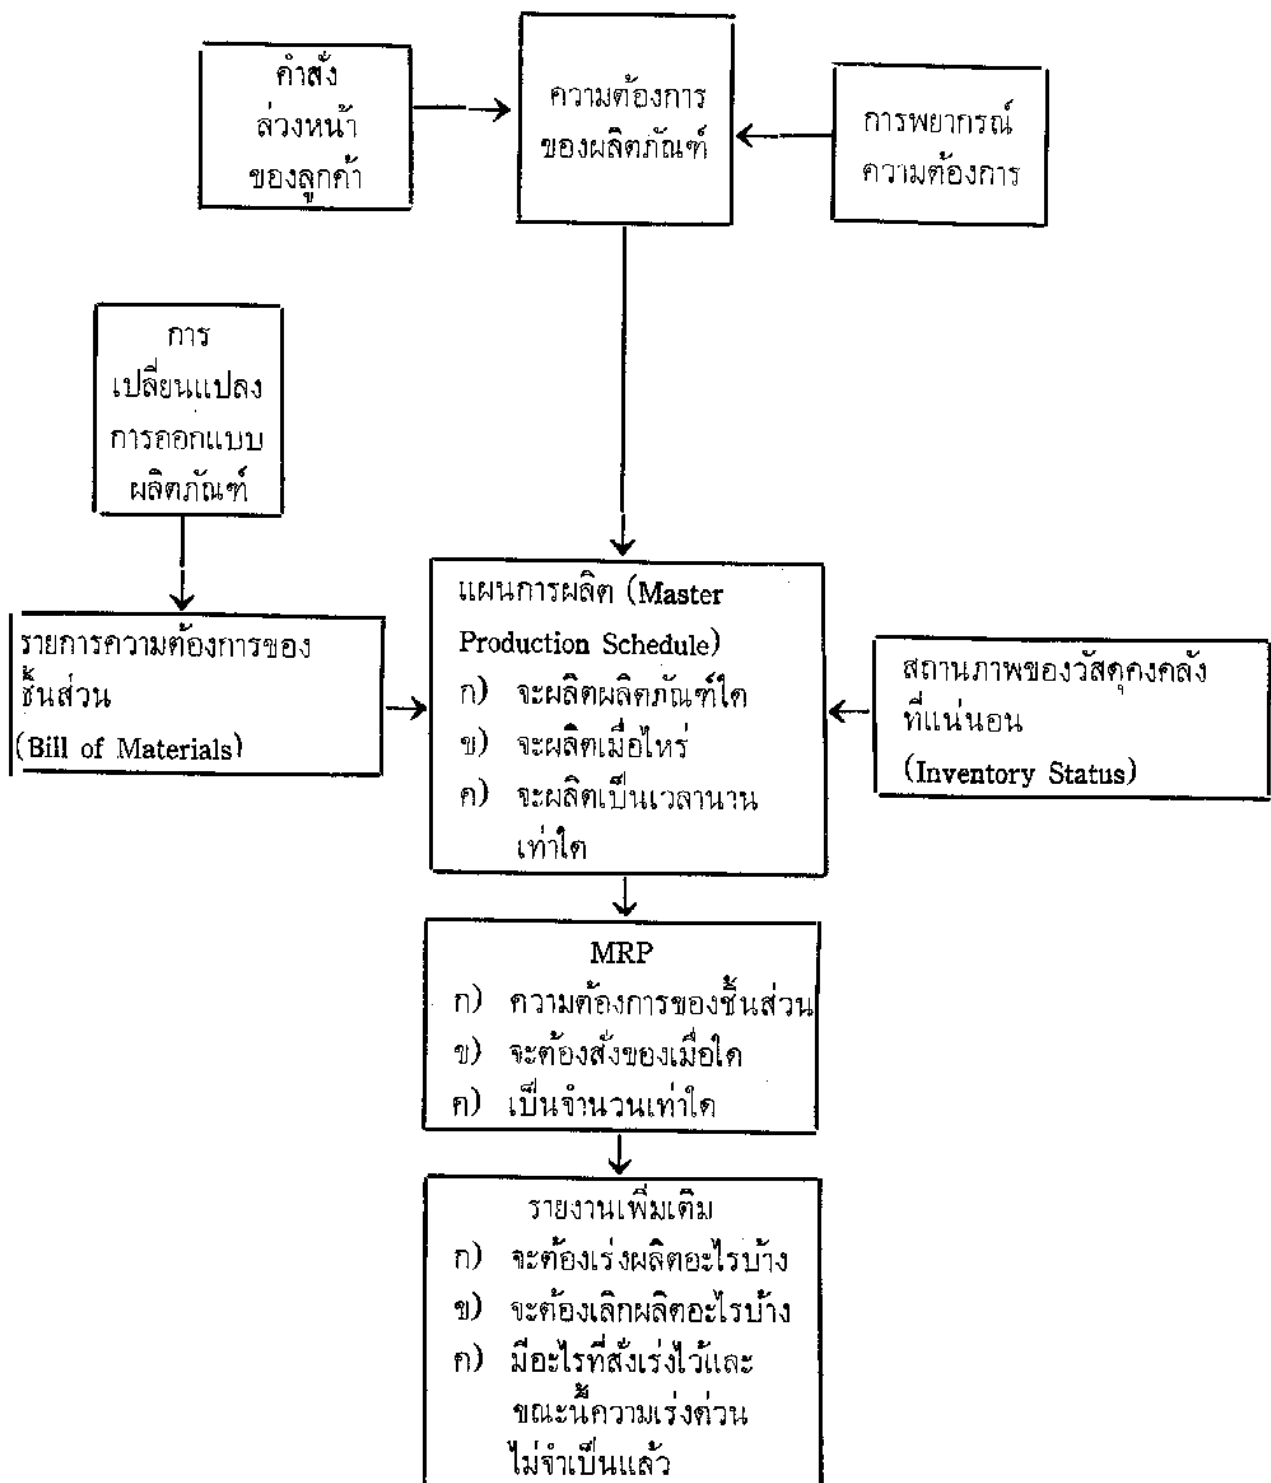 คำสั่ง
ล่วงหน้า
ของลูกค้า
ความต้องการ
ของผลิตภัณฑ์
การพยากรณ์
ความต้องการ
การ
เปลี่ยนแปลง
การออกแบบ
ผลิตภัณฑ์
รายการความต้องการของ
ชิ้นส่วน
(Bill of Materials)
แผนการผลิต (Master
Production Schedule)
ก) จะผลิตผลิตภัณฑ์ใด
ข) จะผลิตเมื่อไหร่
ค) จะผลิตเป็นเวลานาน
เท่าใด
สถานภาพของวัสดุคงคลัง
ที่แน่นอน
(Inventory Status)
MRP
ก) ความต้องการของชิ้นส่วน
ข) จะต้องสั่งของเมื่อใด
ค) เป็นจำนวนเท่าใด
รายงานเพิ่มเติม
ก) จะต้องเร่งผลิตอะไรบ้าง
ข) จะต้องเลิกผลิตอะไรบ้าง
ค) มีอะไรที่สั่งเร่งไว้และ
ขณะนี้ความเร่งด่วน
ไม่จำเป็นแล้ว